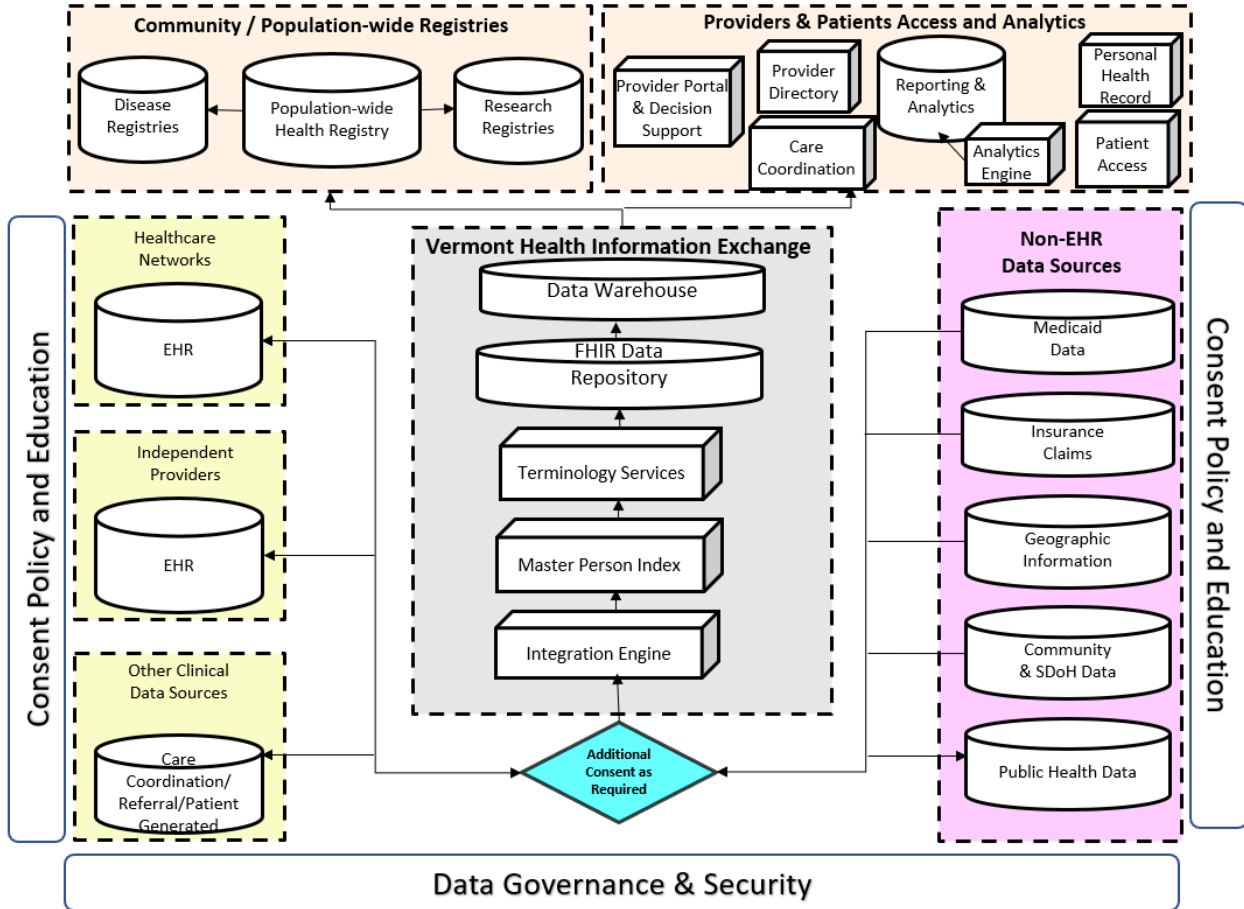 Community / Population-wide Registries
Disease
Registries
Population-wide
Health Registry
Research
Registries
Providers & Patients Access and Analytics
Provider Portal
& Decision
Support
Provider
Directory
Care
Coordination
Reporting &
Analytics
Analytics
Engine
Personal
Health
Record
Patient
Access
Consent Policy and Education
Healthcare
Networks
EHR
Independent
Providers
EHR
Other Clinical
Data Sources
Care
Coordination/
Referral/Patient
Generated
Vermont Health Information Exchange
Data Warehouse
FHIR Data
Repository
Terminology Services
Master Person Index
Integration Engine
Additional
Consent as
Required
Non-EHR
Data Sources
Medicaid
Data
Insurance
Claims
Geographic
Information
Community
& SDoH Data
Public Health Data
Consent Policy and Education
Data Governance & Security